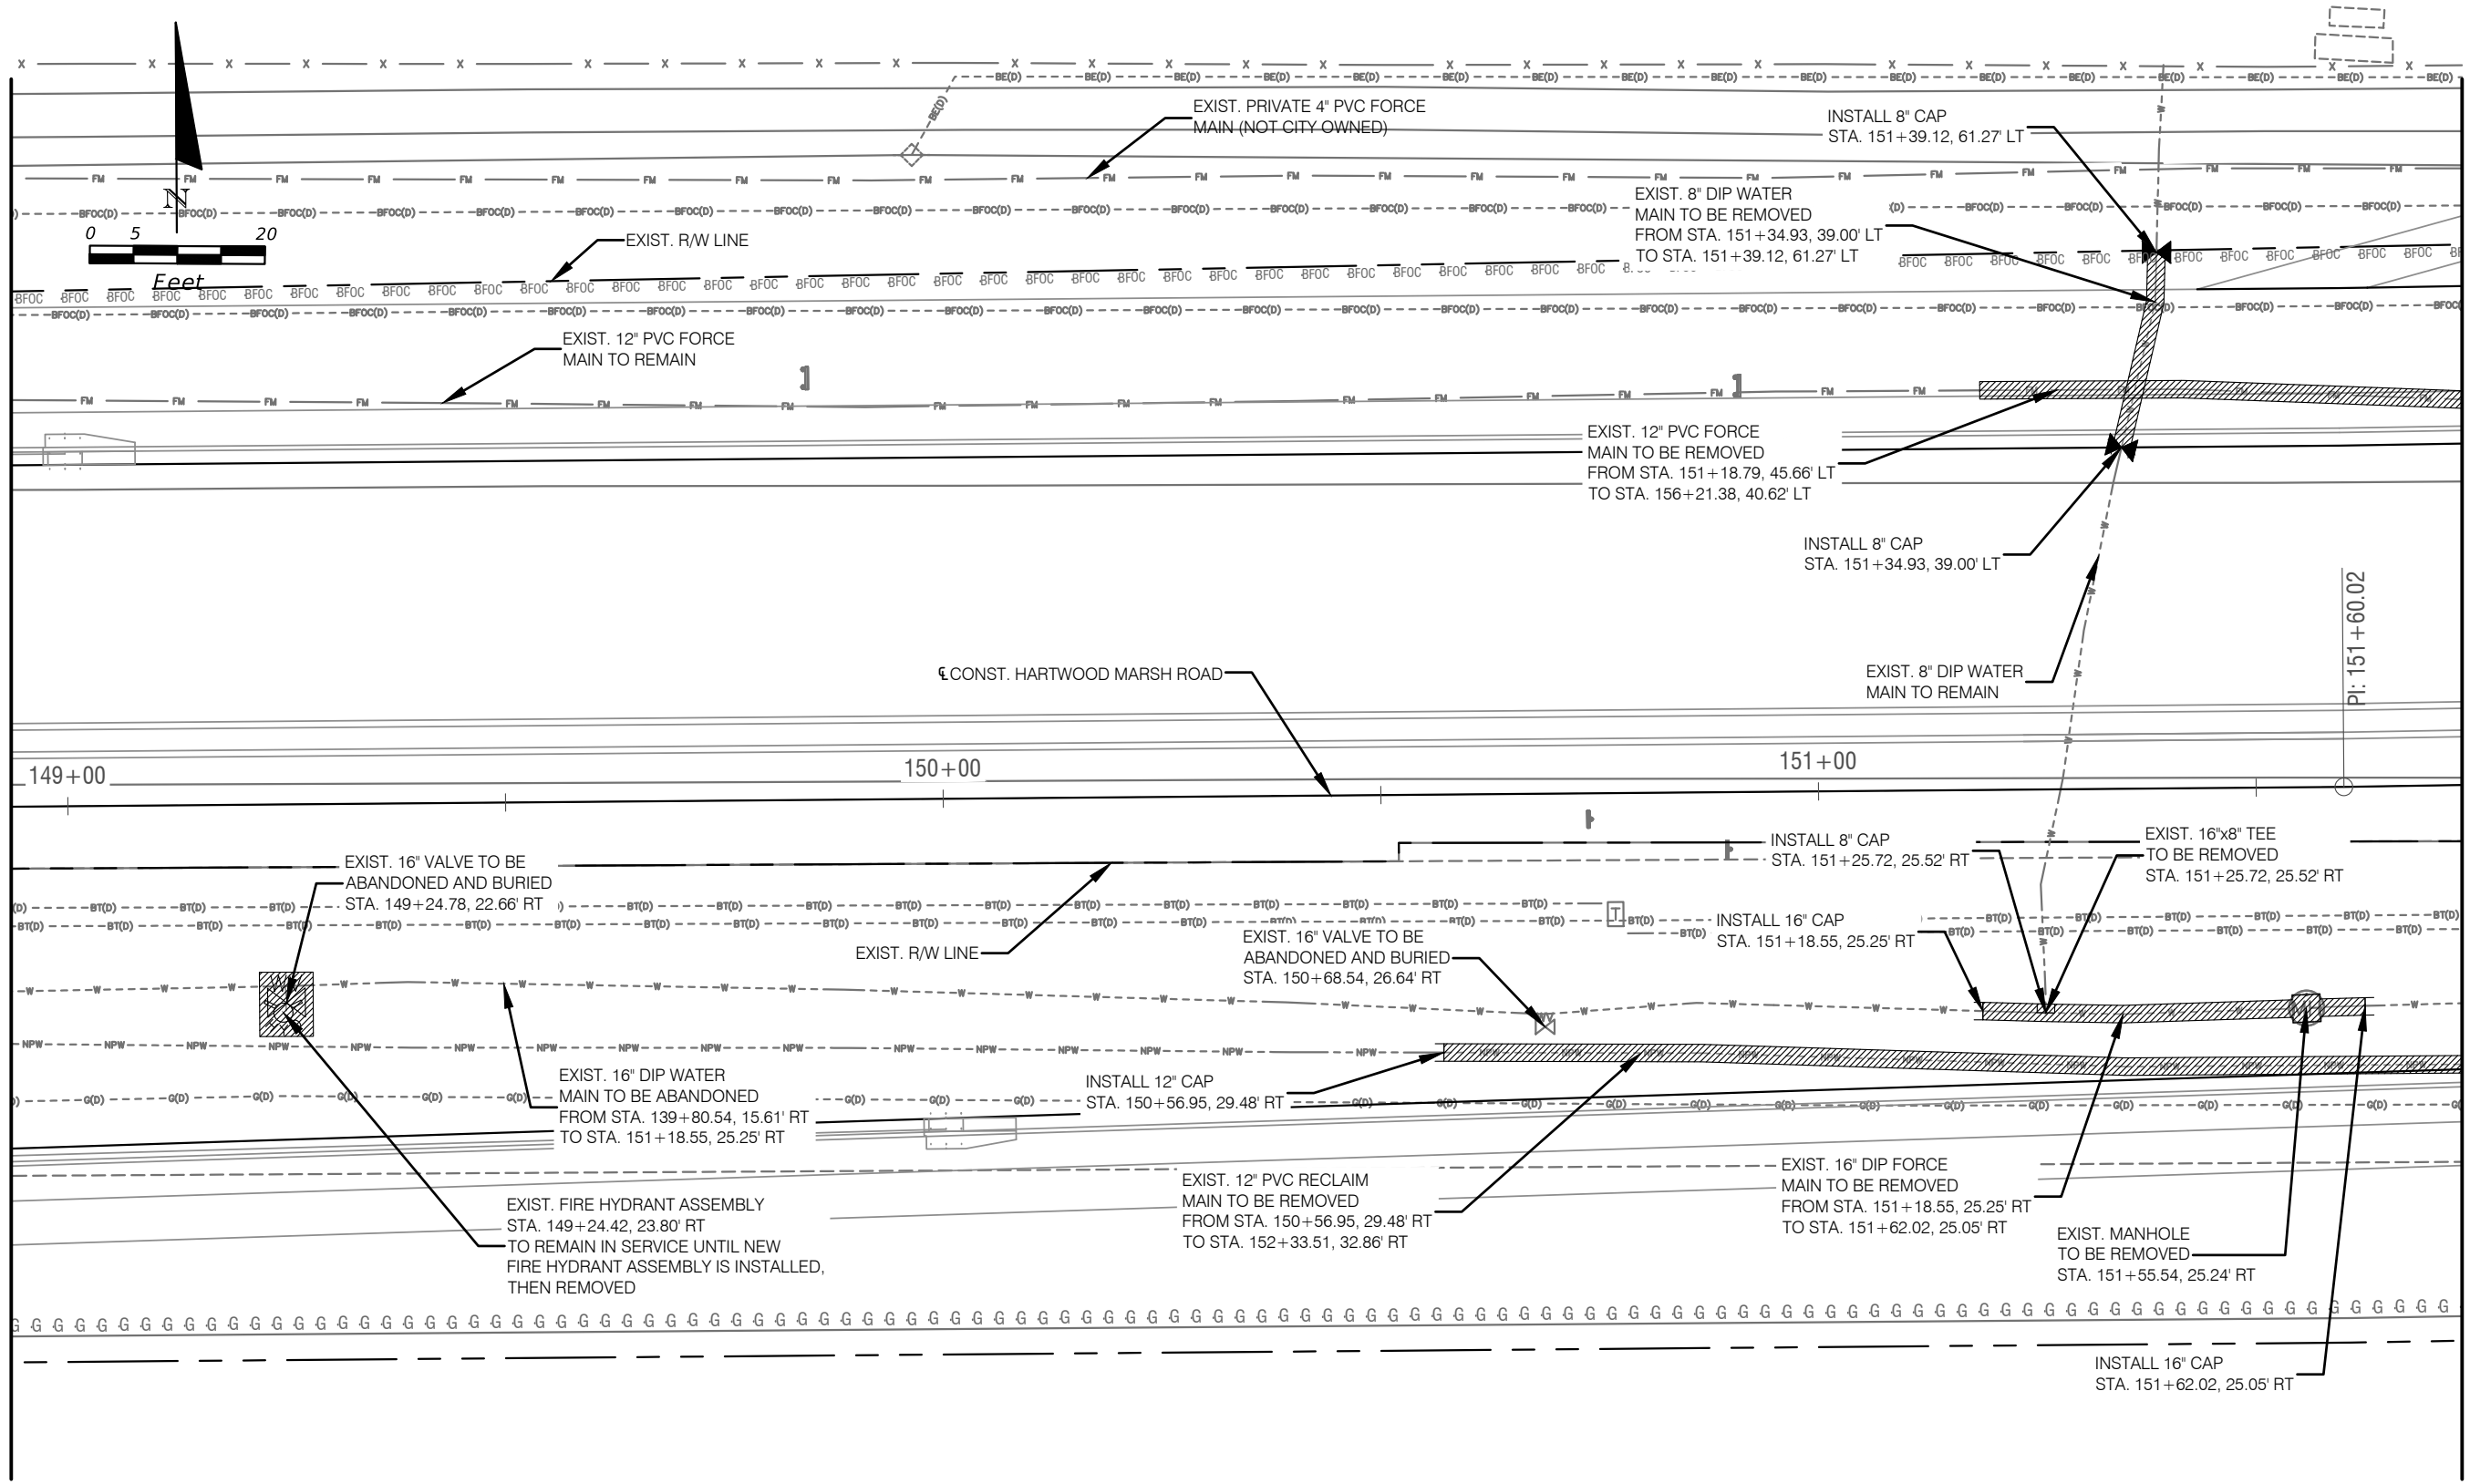 EXIST. PRIVATE 4" PVC FORCE
MAIN (NOT CITY OWNED)
INSTALL 8" CAP
STA. 151+39.12, 61.27' LT
EXIST. 8" DIP WATER
MAIN TO BE REMOVED
FROM STA. 151+34.93, 39.00' LT
TO STA. 151+39.12, 61.27' LT
N
0 5 20
Feet
EXIST. R/W LINE
EXIST. 12" PVC FORCE
MAIN TO REMAIN
EXIST. 12" PVC FORCE
MAIN TO BE REMOVED
FROM STA. 151+18.79, 45.66' LT
TO STA. 156+21.38, 40.62' LT
INSTALL 8" CAP
STA. 151+34.93, 39.00' LT
PI: 151+60.02
EXIST. 8" DIP WATER
MAIN TO REMAIN
℄ CONST. HARTWOOD MARSH ROAD
149+00
150+00
151+00
EXIST. 16" VALVE TO BE
ABANDONED AND BURIED
STA. 149+24.78, 22.66' RT
INSTALL 8" CAP
STA. 151+25.72, 25.52' RT
EXIST. 16"x8" TEE
TO BE REMOVED
STA. 151+25.72, 25.52' RT
INSTALL 16" CAP
STA. 151+18.55, 25.25' RT
EXIST. R/W LINE
EXIST. 16" VALVE TO BE
ABANDONED AND BURIED
STA. 150+68.54, 26.64' RT
T
EXIST. 16" DIP WATER
MAIN TO BE ABANDONED
FROM STA. 139+80.54, 15.61' RT
TO STA. 151+18.55, 25.25' RT
INSTALL 12" CAP
STA. 150+56.95, 29.48' RT
EXIST. FIRE HYDRANT ASSEMBLY
STA. 149+24.42, 23.80' RT
TO REMAIN IN SERVICE UNTIL NEW
FIRE HYDRANT ASSEMBLY IS INSTALLED,
THEN REMOVED
EXIST. 12" PVC RECLAIM
MAIN TO BE REMOVED
FROM STA. 150+56.95, 29.48' RT
TO STA. 152+33.51, 32.86' RT
EXIST. 16" DIP FORCE
MAIN TO BE REMOVED
FROM STA. 151+18.55, 25.25' RT
TO STA. 151+62.02, 25.05' RT
EXIST. MANHOLE
TO BE REMOVED
STA. 151+55.54, 25.24' RT
INSTALL 16" CAP
STA. 151+62.02, 25.05' RT